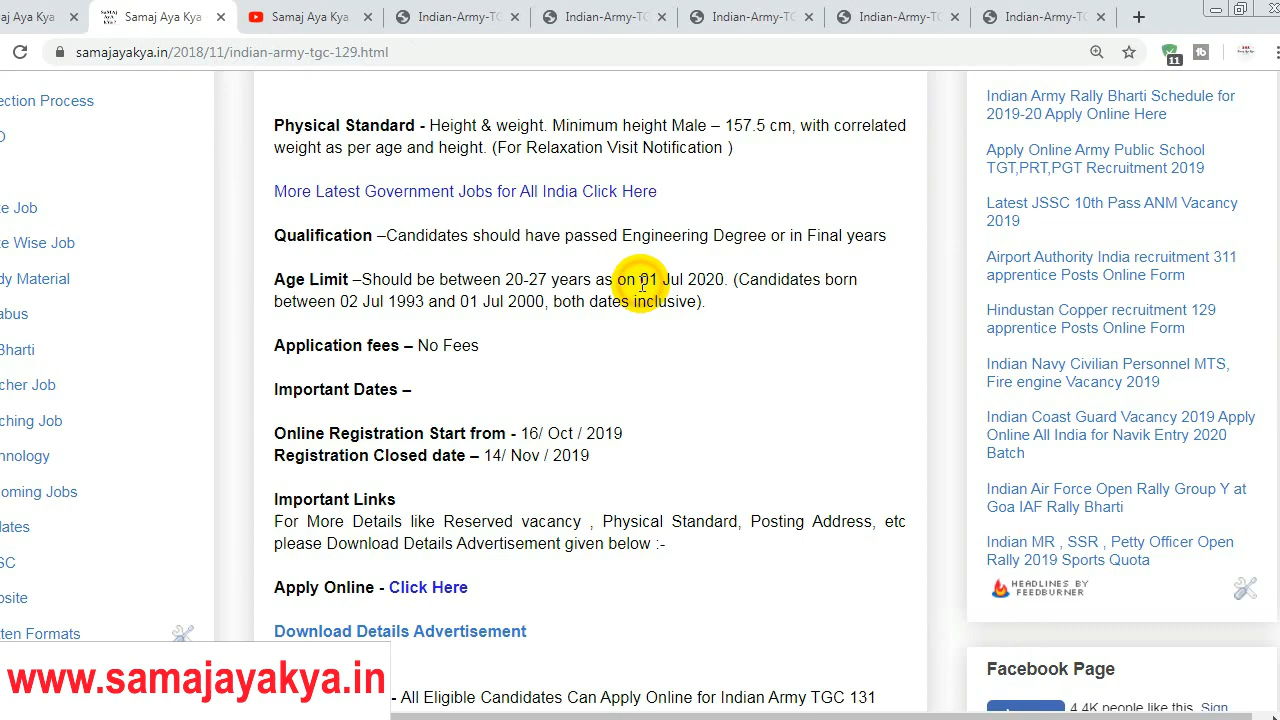 aj Aya Kya
Samaj Aya Kya
Samaj Aya Kya
Indian-Army-TG
Indian-Army-TG
Indian-Army-TG
Indian-Army-TG
Indian-Army-TG
samajayakya.in/2018/11/indian-army-tgc-129.html
11
ection Process
O
te Job
te Wise Job
dy Material
abus
Bharti
cher Job
ching Job
hnology
oming Jobs
dates
SC
bsite
ten Formats
Physical Standard - Height & weight. Minimum height Male – 157.5 cm, with correlated
weight as per age and height. (For Relaxation Visit Notification )
More Latest Government Jobs for All India Click Here
Qualification –Candidates should have passed Engineering Degree or in Final years
Age Limit –Should be between 20-27 years as on 01 Jul 2020. (Candidates born
between 02 Jul 1993 and 01 Jul 2000, both dates inclusive).
Application fees – No Fees
Important Dates –
Online Registration Start from - 16/ Oct / 2019
Registration Closed date – 14/ Nov / 2019
Important Links
For More Details like Reserved vacancy , Physical Standard, Posting Address, etc
please Download Details Advertisement given below :-
Apply Online - Click Here
Download Details Advertisement
- All Eligible Candidates Can Apply Online for Indian Army TGC 131
Indian Army Rally Bharti Schedule for
2019-20 Apply Online Here
Apply Online Army Public School
TGT,PRT,PGT Recruitment 2019
Latest JSSC 10th Pass ANM Vacancy
2019
Airport Authority India recruitment 311
apprentice Posts Online Form
Hindustan Copper recruitment 129
apprentice Posts Online Form
Indian Navy Civilian Personnel MTS,
Fire engine Vacancy 2019
Indian Coast Guard Vacancy 2019 Apply
Online All India for Navik Entry 2020
Batch
Indian Air Force Open Rally Group Y at
Goa IAF Rally Bharti
Indian MR , SSR , Petty Officer Open
Rally 2019 Sports Quota
HEADLINES BY
FEEDBURNER
Facebook Page
4.4K people like this. Sign
www.samajayakya.in